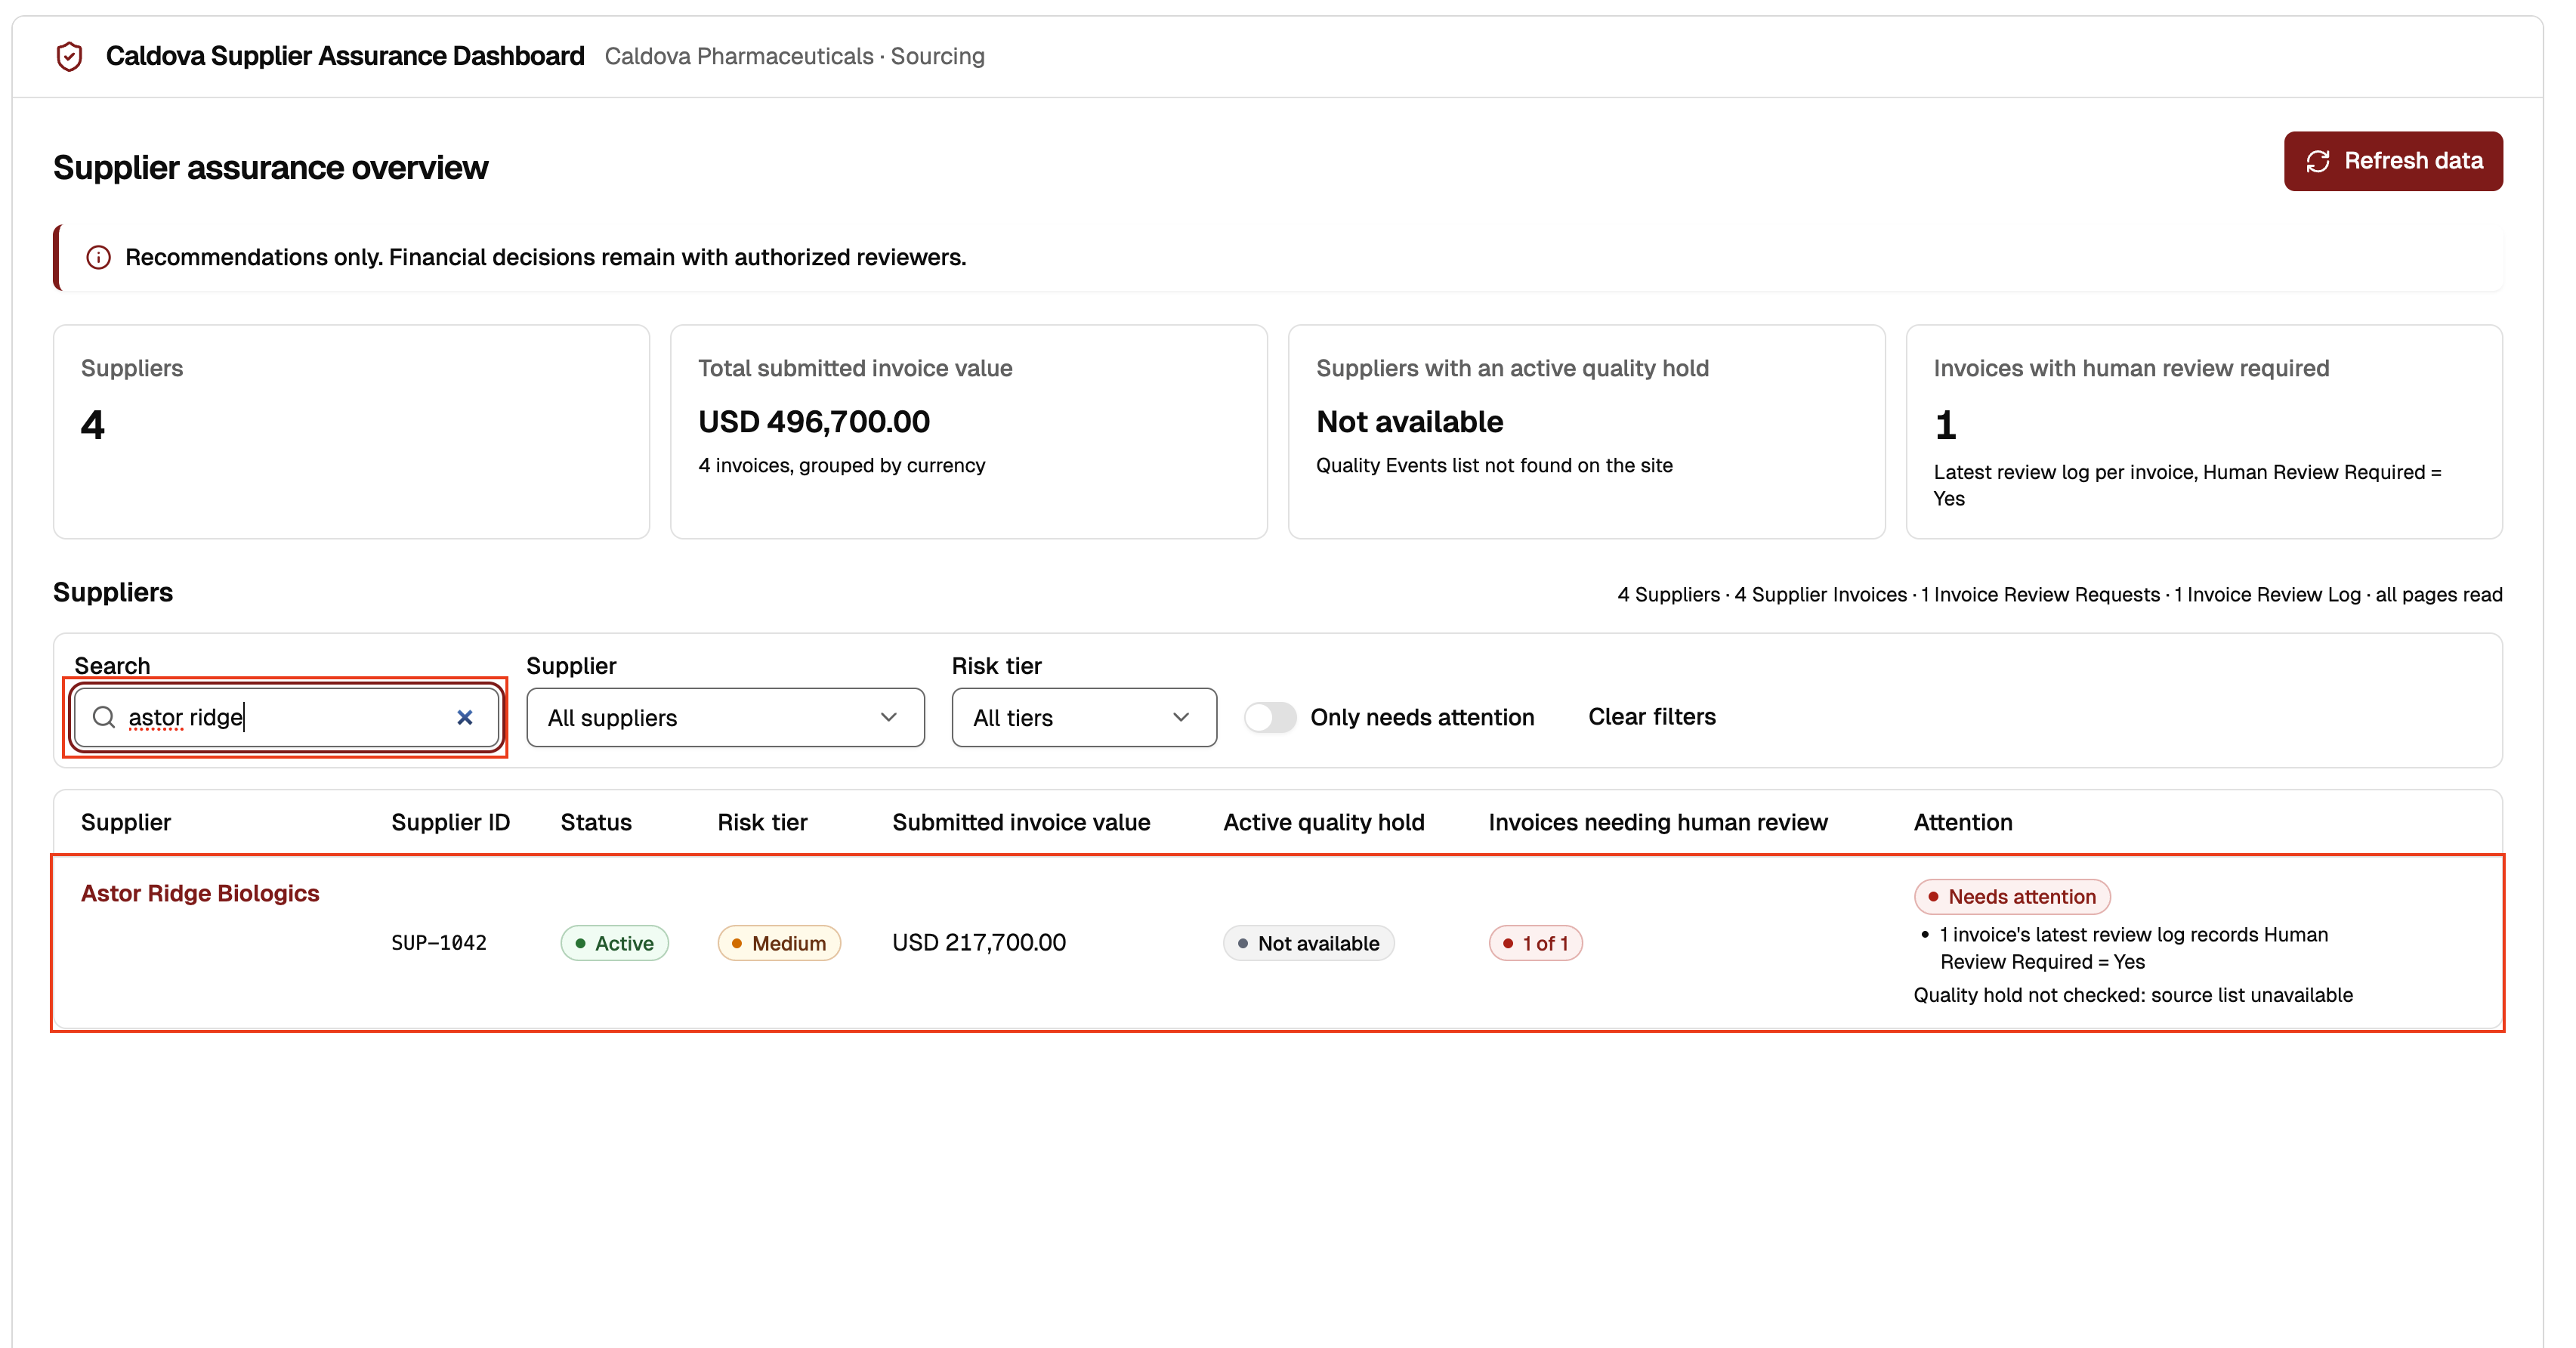 Caldova Supplier Assurance Dashboard Caldova Pharmaceuticals · Sourcing
Supplier assurance overview
Refresh data
Recommendations only. Financial decisions remain with authorized reviewers.
Suppliers
4
Total submitted invoice value
USD 496,700.00
4 invoices, grouped by currency
Suppliers with an active quality hold
Not available
Quality Events list not found on the site
Invoices with human review required
1
Latest review log per invoice, Human Review Required =
Yes
Suppliers
4 Suppliers · 4 Supplier Invoices · 1 Invoice Review Requests · 1 Invoice Review Log · all pages read
Search
astor ridge
Supplier
All suppliers
Risk tier
All tiers
Only needs attention
Clear filters
Supplier Supplier ID Status Risk tier Submitted invoice value Active quality hold Invoices needing human review Attention
Astor Ridge Biologics
SUP-1042
Active
Medium
USD 217,700.00
Not available
1 of 1
Needs attention
• 1 invoice's latest review log records Human
Review Required = Yes
Quality hold not checked: source list unavailable